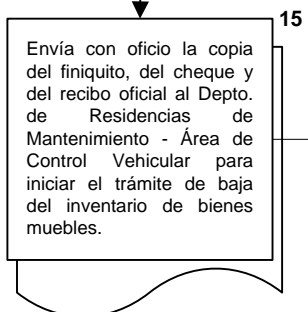 15
Envía con oficio la copia
del finiquito, del cheque y
del recibo oficial al Depto.
de Residencias de
Mantenimiento - Área de
Control Vehicular para
iniciar el trámite de baja
del inventario de bienes
muebles.